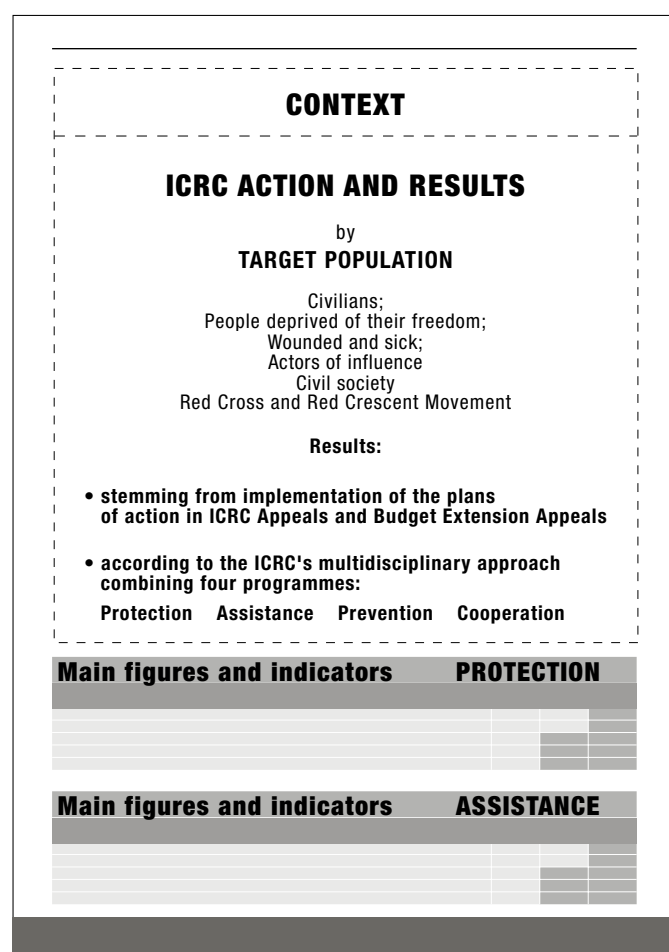 CONTEXT
ICRC ACTION AND RESULTS
by
TARGET POPULATION
Civilians;
People deprived of their freedom;
Wounded and sick;
Actors of influence
Civil society
Red Cross and Red Crescent Movement
Results:
• stemming from implementation of the plans
of action in ICRC Appeals and Budget Extension Appeals
• according to the ICRC's multidisciplinary approach
combining four programmes:
Protection Assistance Prevention Cooperation
Main figures and indicators PROTECTION
Main figures and indicators ASSISTANCE